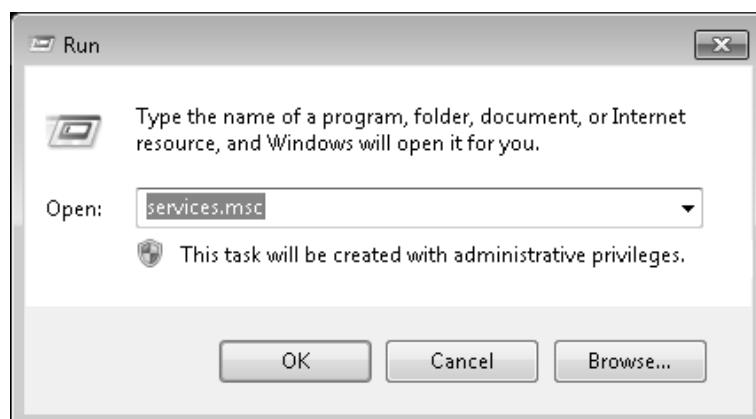 Run
Type the name of a program, folder, document, or Internet
resource, and Windows will open it for you.
Open: services.msc
This task will be created with administrative privileges.
OK Cancel Browse...